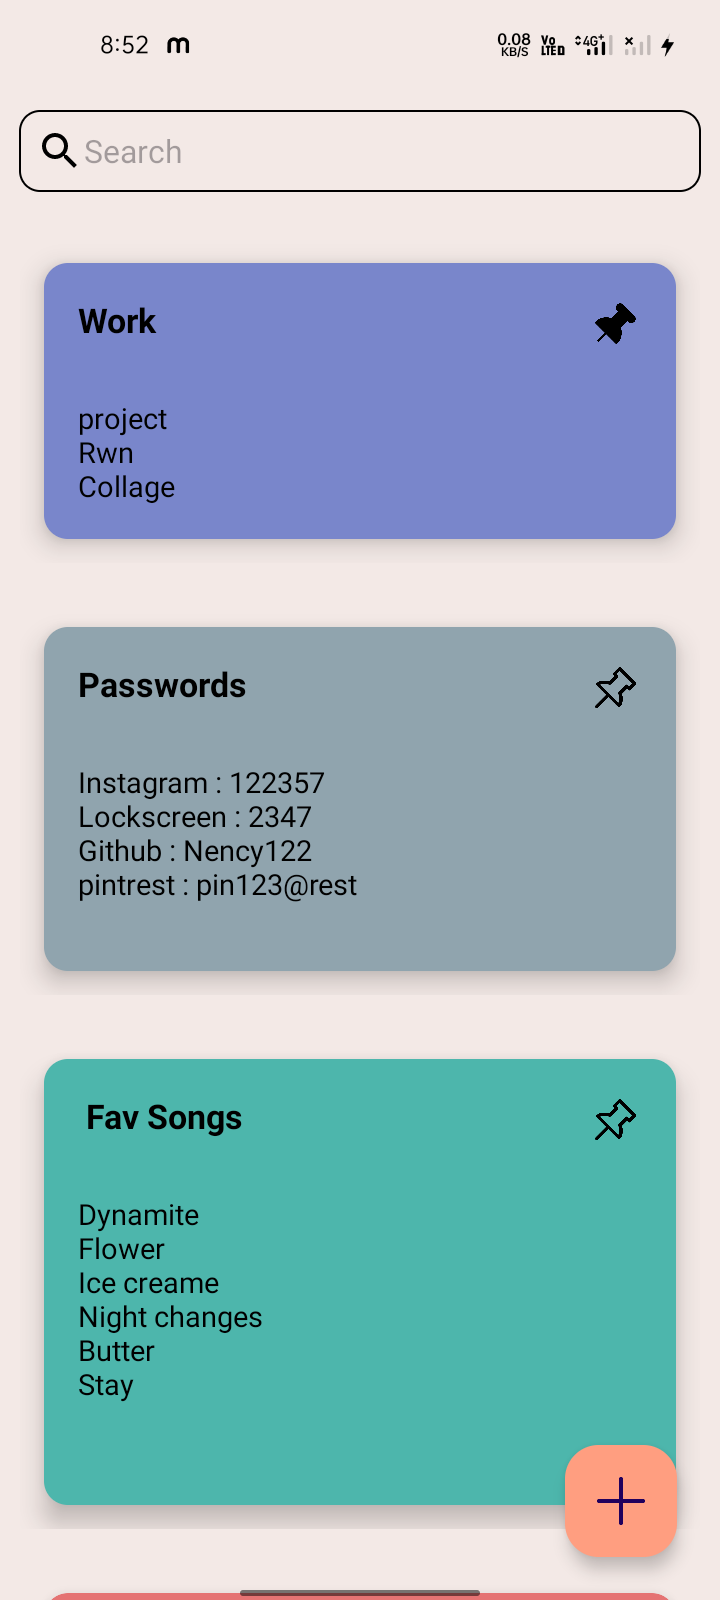 8:52 m 0.08 KB/S Vo LTE 4G+
Search
Work
project
Rwn
Collage
Passwords
Instagram : 122357
Lockscreen : 2347
Github : Nency122
pintrest : pin123@rest
Fav Songs
Dynamite
Flower
Ice creame
Night changes
Butter
Stay